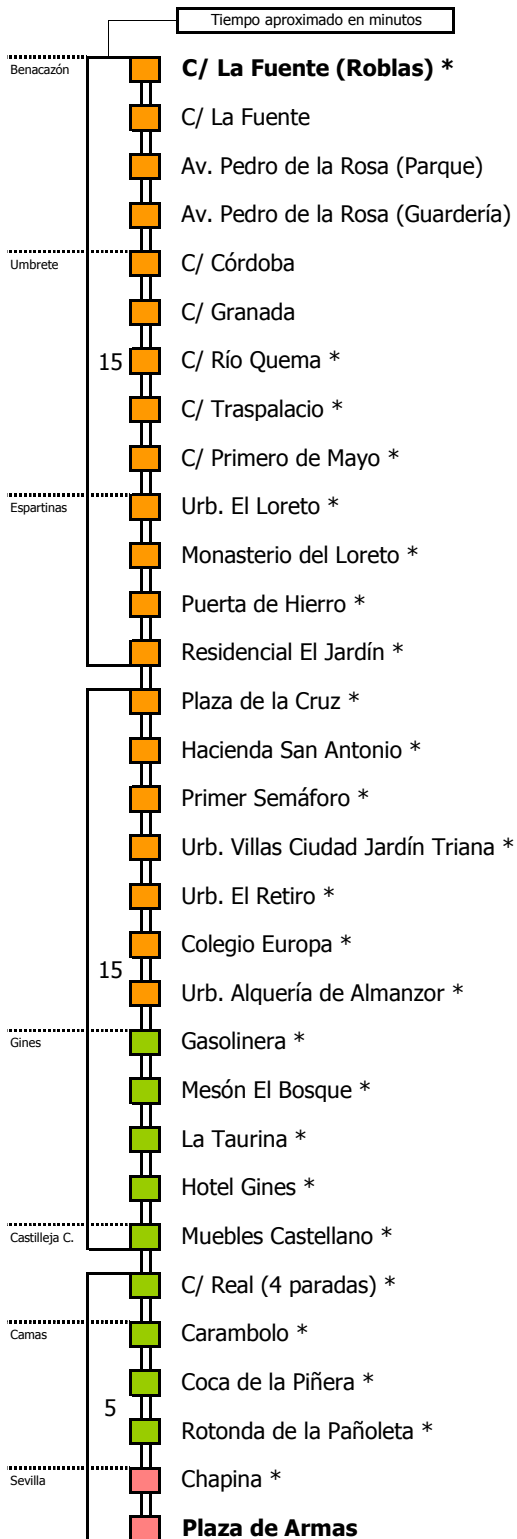 Tiempo aproximado en minutos
Benacazón
C/ La Fuente (Roblas) *
C/ La Fuente
Av. Pedro de la Rosa (Parque)
Av. Pedro de la Rosa (Guardería)
Umbrete
C/ Córdoba
C/ Granada
15
C/ Río Quema *
C/ Traspalacio *
C/ Primero de Mayo *
Espartinas
Urb. El Loreto *
Monasterio del Loreto *
Puerta de Hierro *
Residencial El Jardín *
Plaza de la Cruz *
Hacienda San Antonio *
Primer Semáforo *
Urb. Villas Ciudad Jardín Triana *
Urb. El Retiro *
Colegio Europa *
15
Urb. Alquería de Almanzor *
Gines
Gasolinera *
Mesón El Bosque *
La Taurina *
Hotel Gines *
Castilleja C.
Muebles Castellano *
C/ Real (4 paradas) *
Camas
Carambolo *
Coca de la Piñera *
5
Rotonda de la Pañoleta *
Sevilla
Chapina *
Plaza de Armas